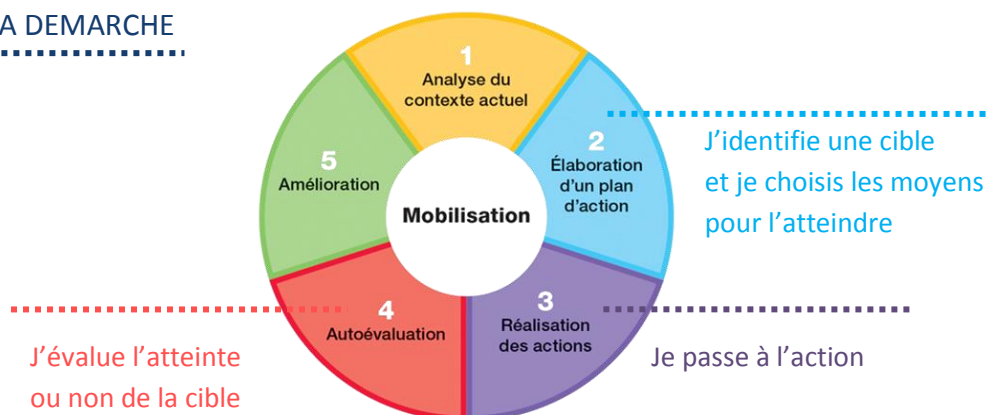 A DEMARCHE
1
Analyse du
contexte actuel
2
Élaboration
d'un plan
d'action
J'identifie une cible
et je choisis les moyens
pour l'atteindre
5
Amélioration
Mobilisation
3
Réalisation
des actions
Je passe à l'action
4
Autoévaluation
J'évalue l'atteinte
ou non de la cible